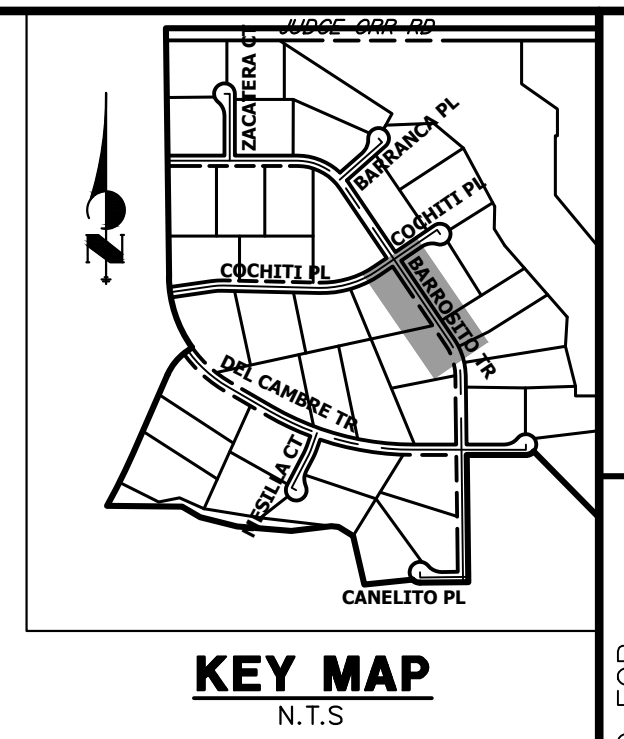 JUDGE ORR RD
ZACATERA CT
BARRANCA PL
COCHITI PL
COCHITI PL
BARROSITO TR
DEL CAMBRE TR
MESILLA CT
CANELITO PL
N
KEY MAP
N.T.S
FOR